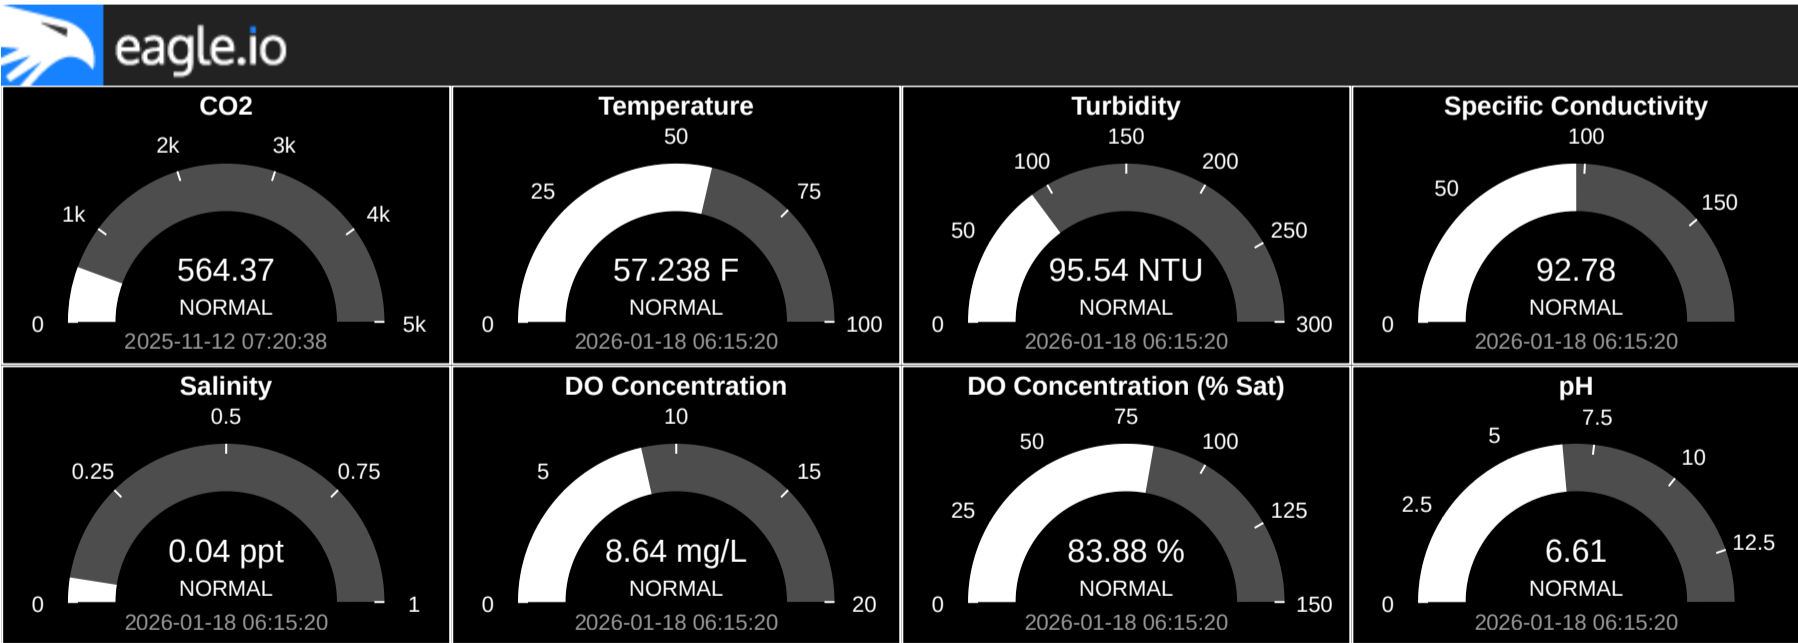 eagle.io
CO2
2k
3k
1k
4k
564.37
NORMAL
0
5k
2025-11-12 07:20:38
Temperature
50
25
75
57.238 F
NORMAL
0
100
2026-01-18 06:15:20
Turbidity
150
100
200
50
250
95.54 NTU
NORMAL
0
300
2026-01-18 06:15:20
Specific Conductivity
100
50
150
92.78
NORMAL
0
2026-01-18 06:15:20
Salinity
0.5
0.25
0.75
0.04 ppt
NORMAL
0
1
2026-01-18 06:15:20
DO Concentration
10
5
15
8.64 mg/L
NORMAL
0
20
2026-01-18 06:15:20
DO Concentration (% Sat)
75
50
100
25
125
83.88 %
NORMAL
0
150
2026-01-18 06:15:20
pH
7.5
5
10
2.5
12.5
6.61
NORMAL
0
2026-01-18 06:15:20